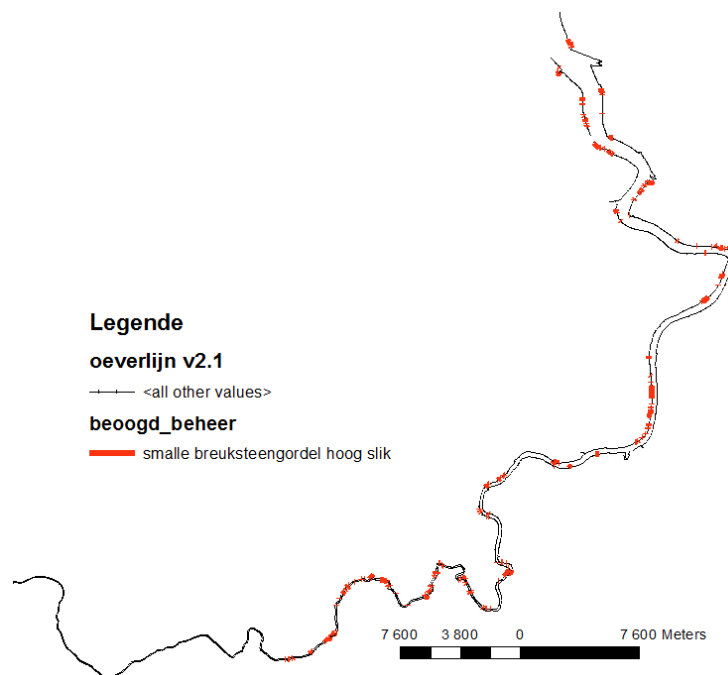 Legende
oeverlijn v2.1
<all other values>
beoogd_beheer
smalle breuksteengordel hoog slik
7 600 3 800 0 7 600 Meters